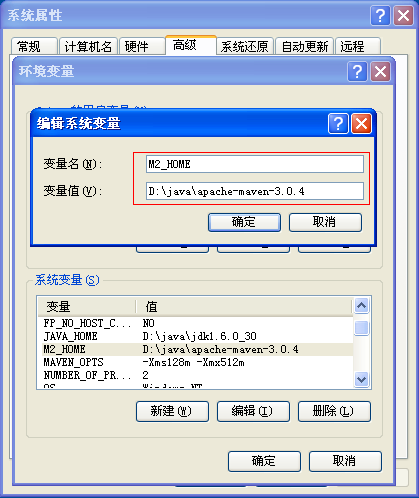 系统属性
常规 计算机名 硬件 高级 系统还原 自动更新 远程
环境变量
编辑系统变量
变量名(N): M2_HOME
变量值(V): D:\java\apache-maven-3.0.4
确定 取消
系统变量(S)
变量 值
FP_NO_HOST_C... NO
JAVA_HOME D:\java\jdk1.6.0_30
M2_HOME D:\java\apache-maven-3.0.4
MAVEN_OPTS -Xms128m -Xmx512m
NUMBER_OF_PR... 2
OS Windows_NT
新建(W) 编辑(I) 删除(L)
确定 取消